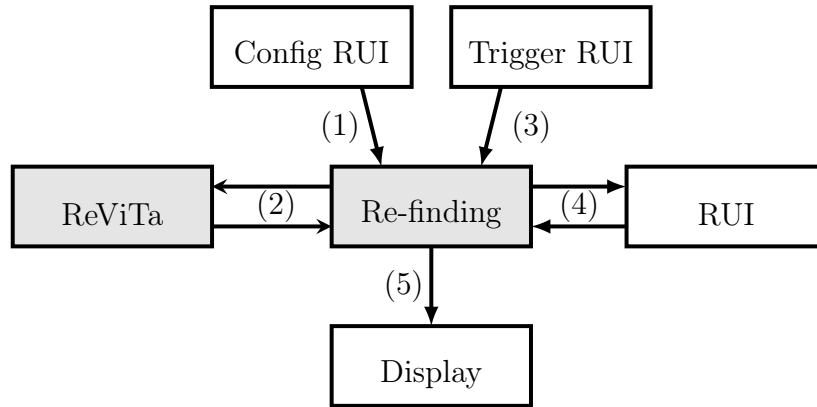 Config RUI
Trigger RUI
(1)
(3)
ReViTa
(2)
Re-finding
(4)
RUI
(5)
Display